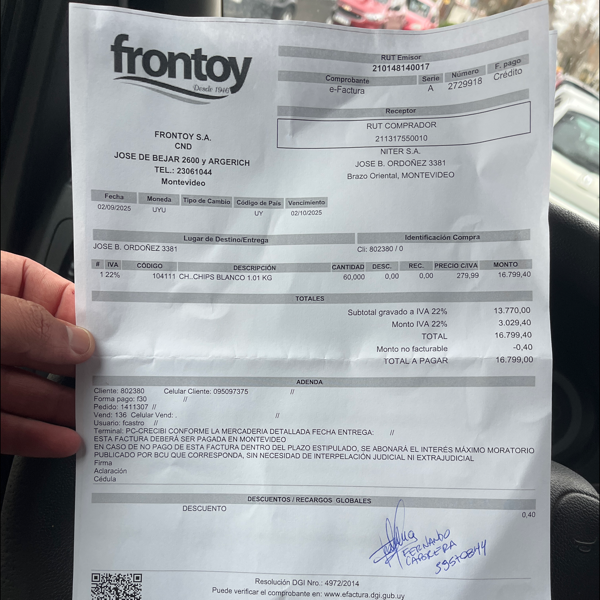 frontoy
Desde 1940
RUT Emisor
210148140017
Comprobante Serie Número F. pago
e-Factura A 2729918 Crédito
Receptor
RUT COMPRADOR
211317550010
NITER S.A.
JOSE B. ORDOÑEZ 3381
Brazo Oriental, MONTEVIDEO
FRONTOY S.A.
CND
JOSE DE BEJAR 2600 y ARGERICH
TEL.: 23061044
Montevideo
Fecha Moneda Tipo de Cambio Código de País Vencimiento
02/09/2025 UYU UY 02/10/2025
Lugar de Destino/Entrega Identificación Compra
JOSE B. ORDOÑEZ 3381 Cli: 802380 / 0
# IVA CÓDIGO DESCRIPCIÓN CANTIDAD DESC. REC. PRECIO C/IVA MONTO
1 22% 104111 CH..CHIPS BLANCO 1.01 KG 60,000 0,00 0,00 279,99 16.799,40
TOTALES
Subtotal gravado a IVA 22% 13.770,00
Monto IVA 22% 3.029,40
TOTAL 16.799,40
Monto no facturable -0,40
TOTAL A PAGAR 16.799,00
ADENDA
Cliente: 802380 Celular Cliente: 095097375 //
Forma pago: f30 //
Pedido: 1411307 //
Vend: 136 Celular Vend: . //
Usuario: fcastro //
Terminal: PC-CRECIBI CONFORME LA MERCADERIA DETALLADA FECHA ENTREGA: //
ESTA FACTURA DEBERÁ SER PAGADA EN MONTEVIDEO
EN CASO DE NO PAGO DE ESTA FACTURA DENTRO DEL PLAZO ESTIPULADO, SE ABONARÁ EL INTERÉS MÁXIMO MORATORIO
PUBLICADO POR BCU QUE CORRESPONDA, SIN NECESIDAD DE INTERPELACIÓN JUDICIAL NI EXTRAJUDICIAL
Firma
Aclaración
Cédula
DESCUENTOS / RECARGOS GLOBALES
DESCUENTO 0,40
FERNANDO
CABRERA
Resolución DGI Nro.: 4972/2014
Puede verificar el comprobante en: www.efactura.dgi.gub.uy